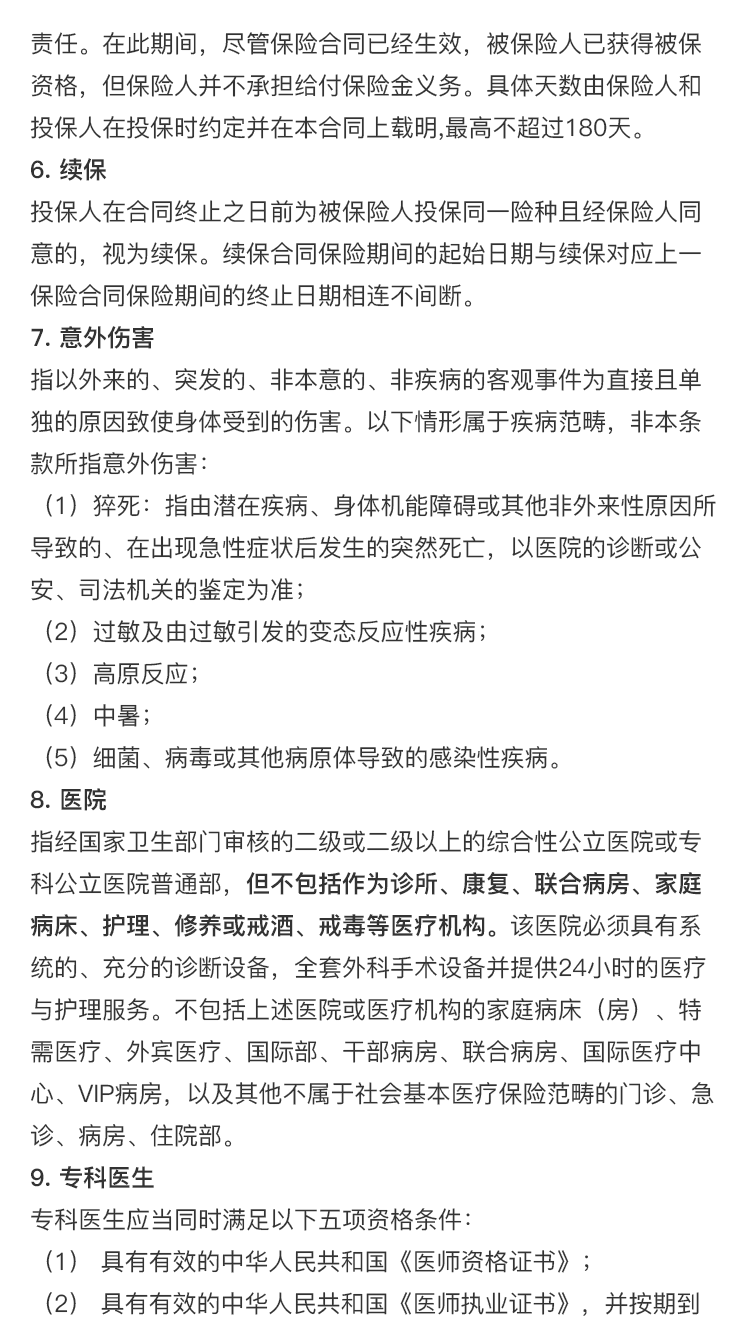 责任。在此期间，尽管保险合同已经生效，被保险人已获得被保
资格，但保险人并不承担给付保险金义务。具体天数由保险人和
投保人在投保时约定并在本合同上载明,最高不超过180天。
6. 续保
投保人在合同终止之日前为被保险人投保同一险种且经保险人同
意的，视为续保。续保合同保险期间的起始日期与续保对应上一
保险合同保险期间的终止日期相连不间断。
7. 意外伤害
指以外来的、突发的、非本意的、非疾病的客观事件为直接且单
独的原因致使身体受到的伤害。以下情形属于疾病范畴，非本条
款所指意外伤害：
（1）猝死：指由潜在疾病、身体机能障碍或其他非外来性原因所
导致的、在出现急性症状后发生的突然死亡，以医院的诊断或公
安、司法机关的鉴定为准；
（2）过敏及由过敏引发的变态反应性疾病；
（3）高原反应；
（4）中暑；
（5）细菌、病毒或其他病原体导致的感染性疾病。
8. 医院
指经国家卫生部门审核的二级或二级以上的综合性公立医院或专
科公立医院普通部，但不包括作为诊所、康复、联合病房、家庭
病床、护理、修养或戒酒、戒毒等医疗机构。该医院必须具有系
统的、充分的诊断设备，全套外科手术设备并提供24小时的医疗
与护理服务。不包括上述医院或医疗机构的家庭病床（房）、特
需医疗、外宾医疗、国际部、干部病房、联合病房、国际医疗中
心、VIP病房，以及其他不属于社会基本医疗保险范畴的门诊、急
诊、病房、住院部。
9. 专科医生
专科医生应当同时满足以下五项资格条件：
（1） 具有有效的中华人民共和国《医师资格证书》；
（2） 具有有效的中华人民共和国《医师执业证书》，并按期到